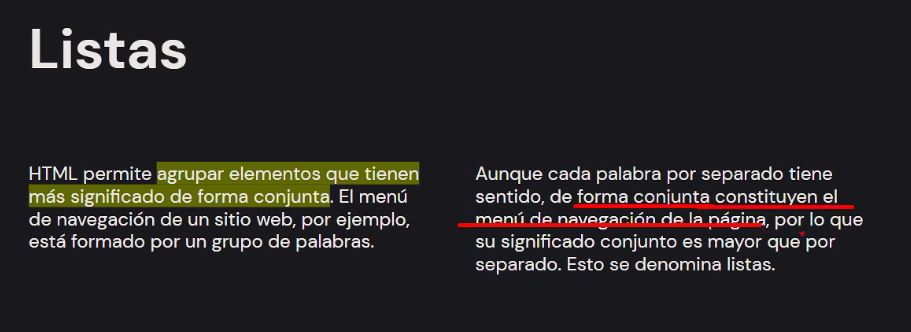 Listas
HTML permite agrupar elementos que tienen
más significado de forma conjunta. El menú
de navegación de un sitio web, por ejemplo,
está formado por un grupo de palabras.
Aunque cada palabra por separado tiene
sentido, de forma conjunta constituyen el
menú de navegación de la página, por lo que
su significado conjunto es mayor que por
separado. Esto se denomina listas.